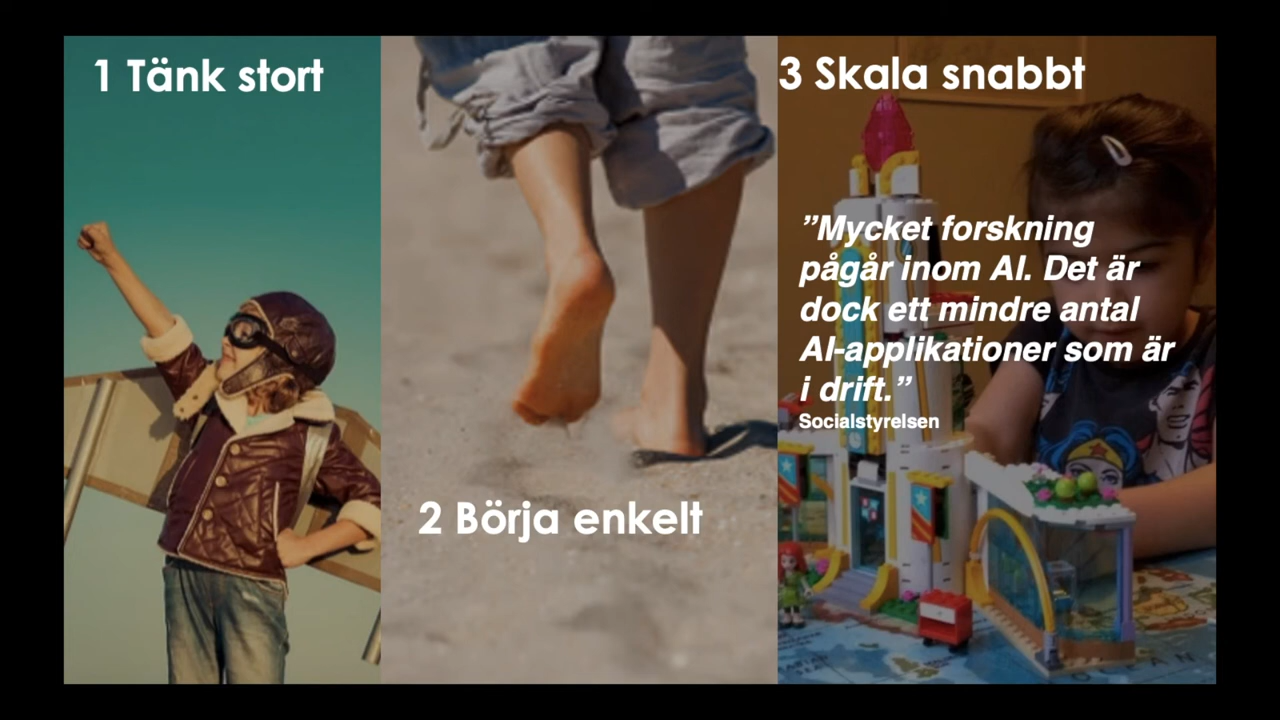 1 Tänk stort
2 Börja enkelt
3 Skala snabbt
”Mycket forskning
pågår inom AI. Det är
dock ett mindre antal
AI-applikationer som är
i drift.”
Socialstyrelsen